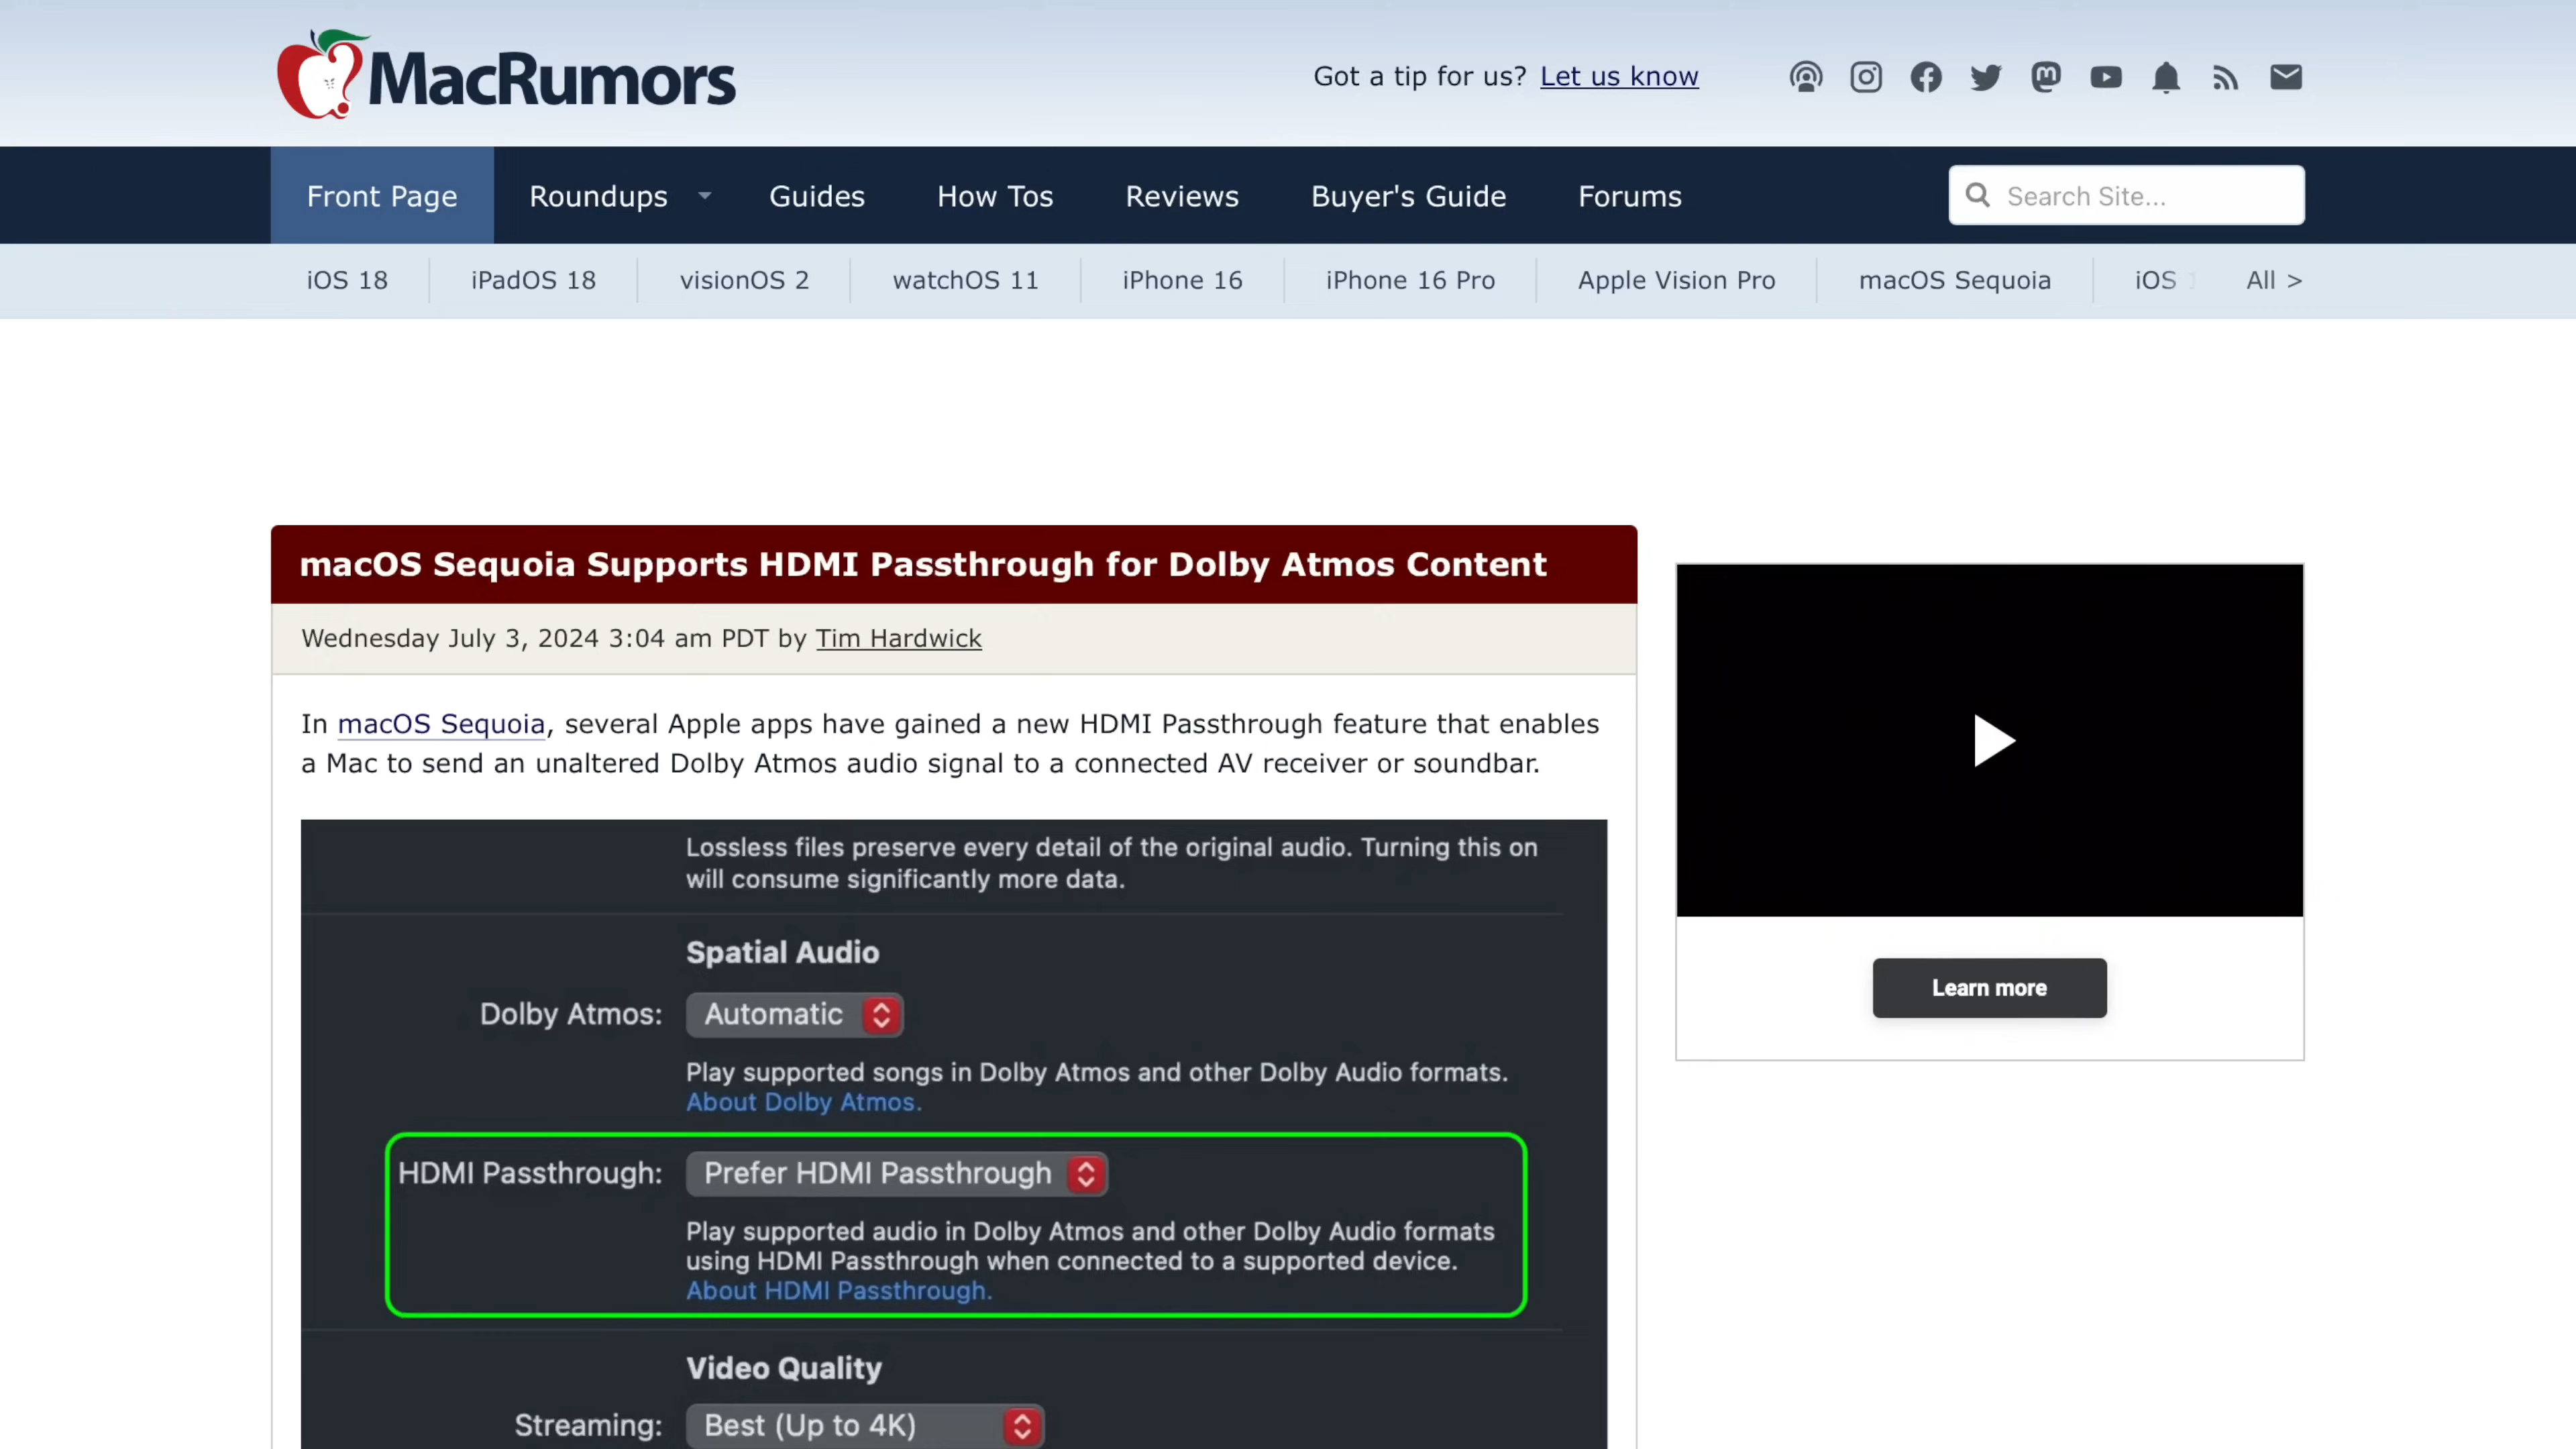 MacRumors
Got a tip for us? Let us know
Front Page Roundups Guides How Tos Reviews Buyer's Guide Forums Search Site...
iOS 18 iPadOS 18 visionOS 2 watchOS 11 iPhone 16 iPhone 16 Pro Apple Vision Pro macOS Sequoia iOS All >
macOS Sequoia Supports HDMI Passthrough for Dolby Atmos Content
Wednesday July 3, 2024 3:04 am PDT by Tim Hardwick
In macOS Sequoia, several Apple apps have gained a new HDMI Passthrough feature that enables
a Mac to send an unaltered Dolby Atmos audio signal to a connected AV receiver or soundbar.
Lossless files preserve every detail of the original audio. Turning this on
will consume significantly more data.
Spatial Audio
Dolby Atmos: Automatic
Play supported songs in Dolby Atmos and other Dolby Audio formats.
About Dolby Atmos.
HDMI Passthrough: Prefer HDMI Passthrough
Play supported audio in Dolby Atmos and other Dolby Audio formats
using HDMI Passthrough when connected to a supported device.
About HDMI Passthrough.
Video Quality
Streaming: Best (Up to 4K)
Learn more